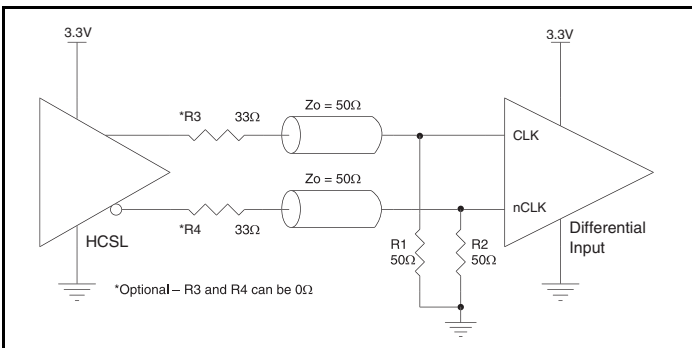 3.3V
3.3V
*R3 33Ω
Zo = 50Ω
CLK
Zo = 50Ω
nCLK
*R4 33Ω
HCSL
R1
50Ω
R2
50Ω
Differential
Input
*Optional – R3 and R4 can be 0Ω